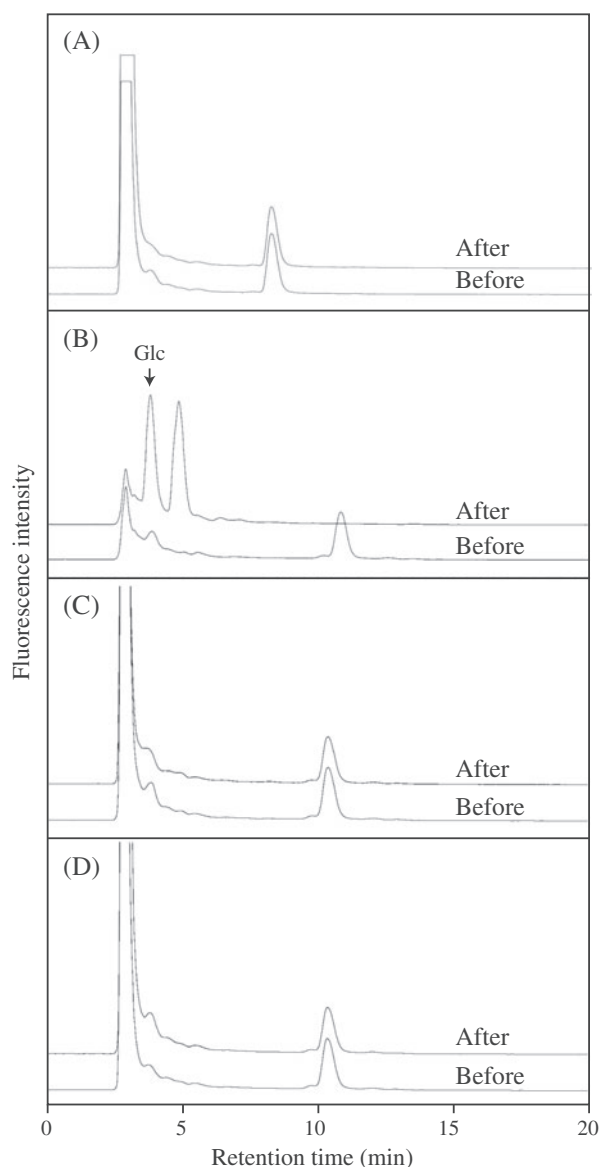 (A)
After
Before
(B)
Glc
After
Before
(C)
After
Before
(D)
After
Before
Fluorescence intensity
0 5 10 15 20
Retention time (min)